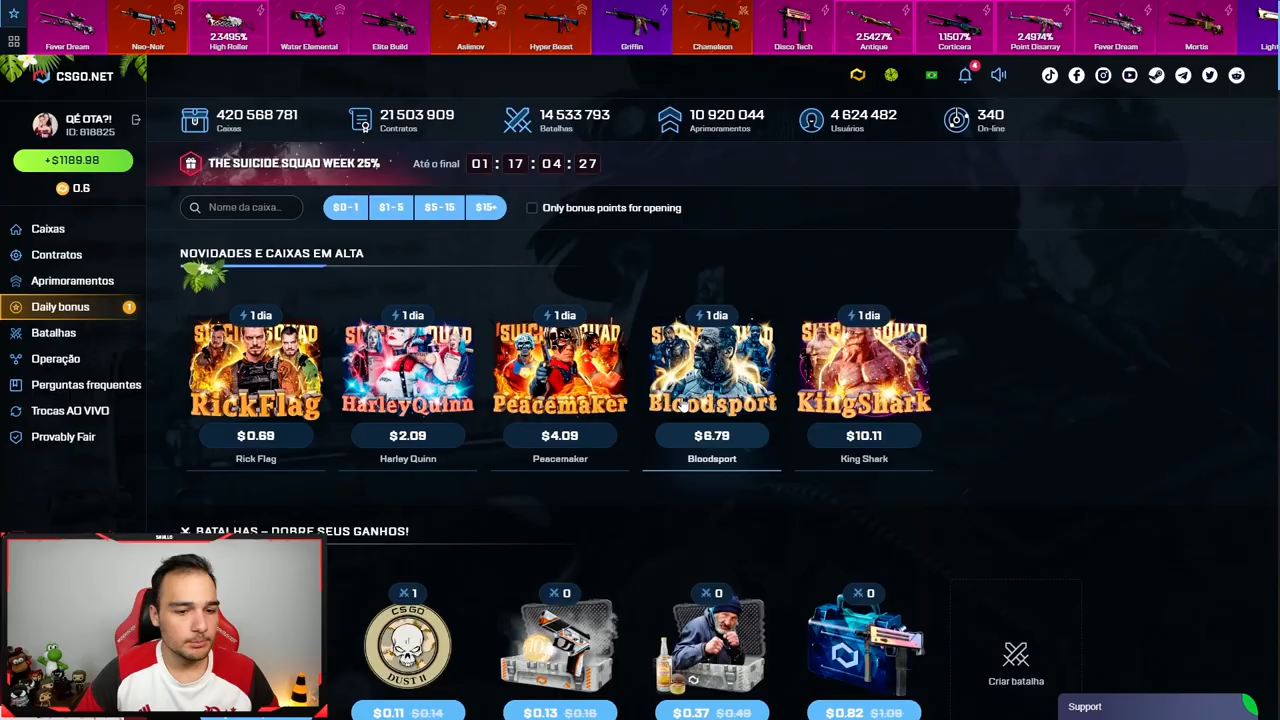 Fever Dream
Neo-Noir
2.3495%
High Roller
Water Elemental
Elite Build
Asiimov
Hyper Beast
Griffin
Chameleon
Disco Tech
2.5427%
Antique
1.1507%
Corticera
2.4974%
Point Disarray
Fever Dream
Mortis
Light
CSGO.NET
4
QÉ OTA?!
ID: 818825
+$1189.98
0.6
420 568 781
Caixas
21 503 909
Contratos
14 533 793
Batalhas
10 920 044
Aprimoramentos
4 624 482
Usuários
340
On-line
THE SUICIDE SQUAD WEEK 25%
Até o final
01 : 17 : 04 : 27
Nome da caixa...
$0-1
$1-5
$5-15
$15+
Only bonus points for opening
Caixas
Contratos
Aprimoramentos
Daily bonus 1
Batalhas
Operação
Perguntas frequentes
Trocas AO VIVO
Provably Fair
NOVIDADES E CAIXAS EM ALTA
1 dia
1 dia
1 dia
1 dia
1 dia
RickFlag
HarleyQuinn
Peacemaker
Bloodsport
KingShark
$0.69
$2.09
$4.09
$6.79
$10.11
Rick Flag
Harley Quinn
Peacemaker
Bloodsport
King Shark
BATALHAS – DOBRE SEUS GANHOS!
1
0
0
0
CSGO
DUST II
$0.11 $0.14
$0.13 $0.16
$0.37 $0.49
$0.82 $1.09
Criar batalha
Support